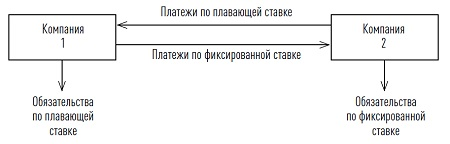 Платежи по плавающей ставке
Компания
1
Компания
2
Платежи по фиксированной ставке
Обязательства
по плавающей
ставке
Обязательства
по фиксированной
ставке